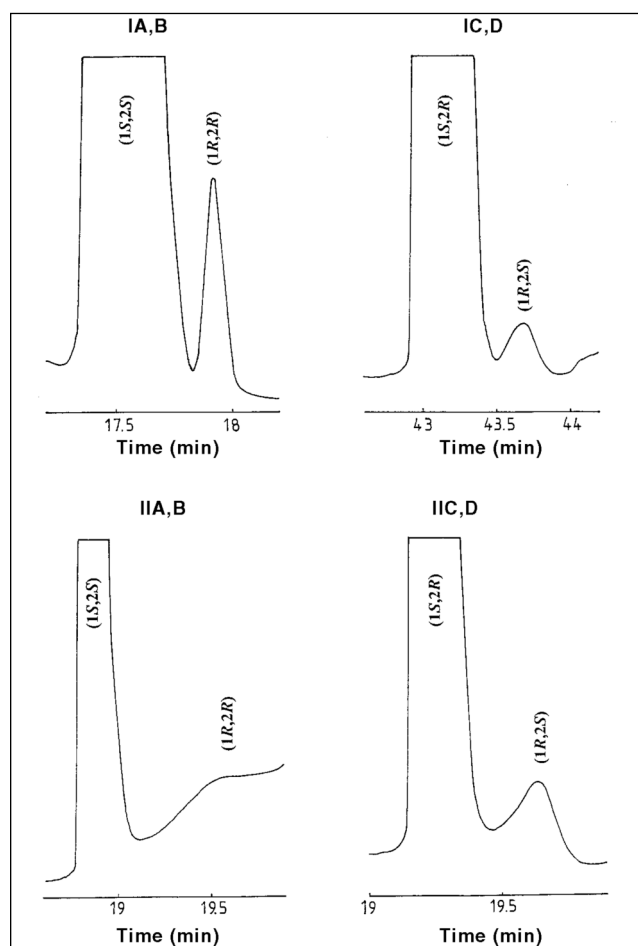 IA,B
IC,D
(1S,2S)
(1R,2R)
(1S,2R)
(1R,2S)
17.5 18
43 43.5 44
Time (min)
Time (min)
IIA,B
IIC,D
(1S,2S)
(1R,2R)
(1S,2R)
(1R,2S)
19 19.5
19 19.5
Time (min)
Time (min)